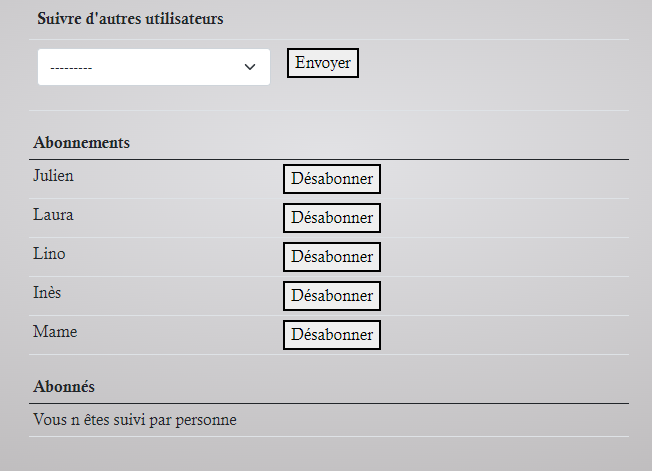 Suivre d'autres utilisateurs
---------
Envoyer
Abonnements
Julien Désabonner
Laura Désabonner
Lino Désabonner
Inès Désabonner
Mame Désabonner
Abonnés
Vous n êtes suivi par personne